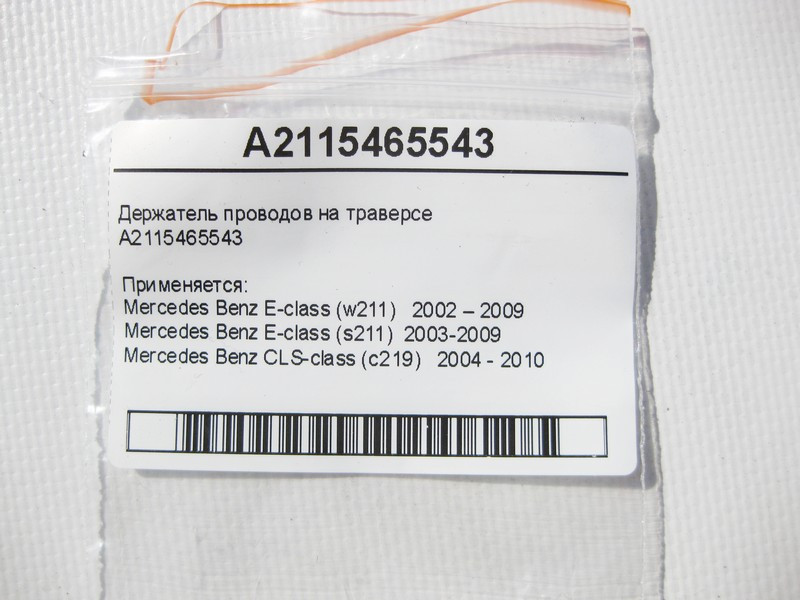 A2115465543
Держатель проводов на траверсе
A2115465543
Применяется:
Mercedes Benz E-class (w211) 2002 – 2009
Mercedes Benz E-class (s211) 2003-2009
Mercedes Benz CLS-class (c219) 2004 - 2010